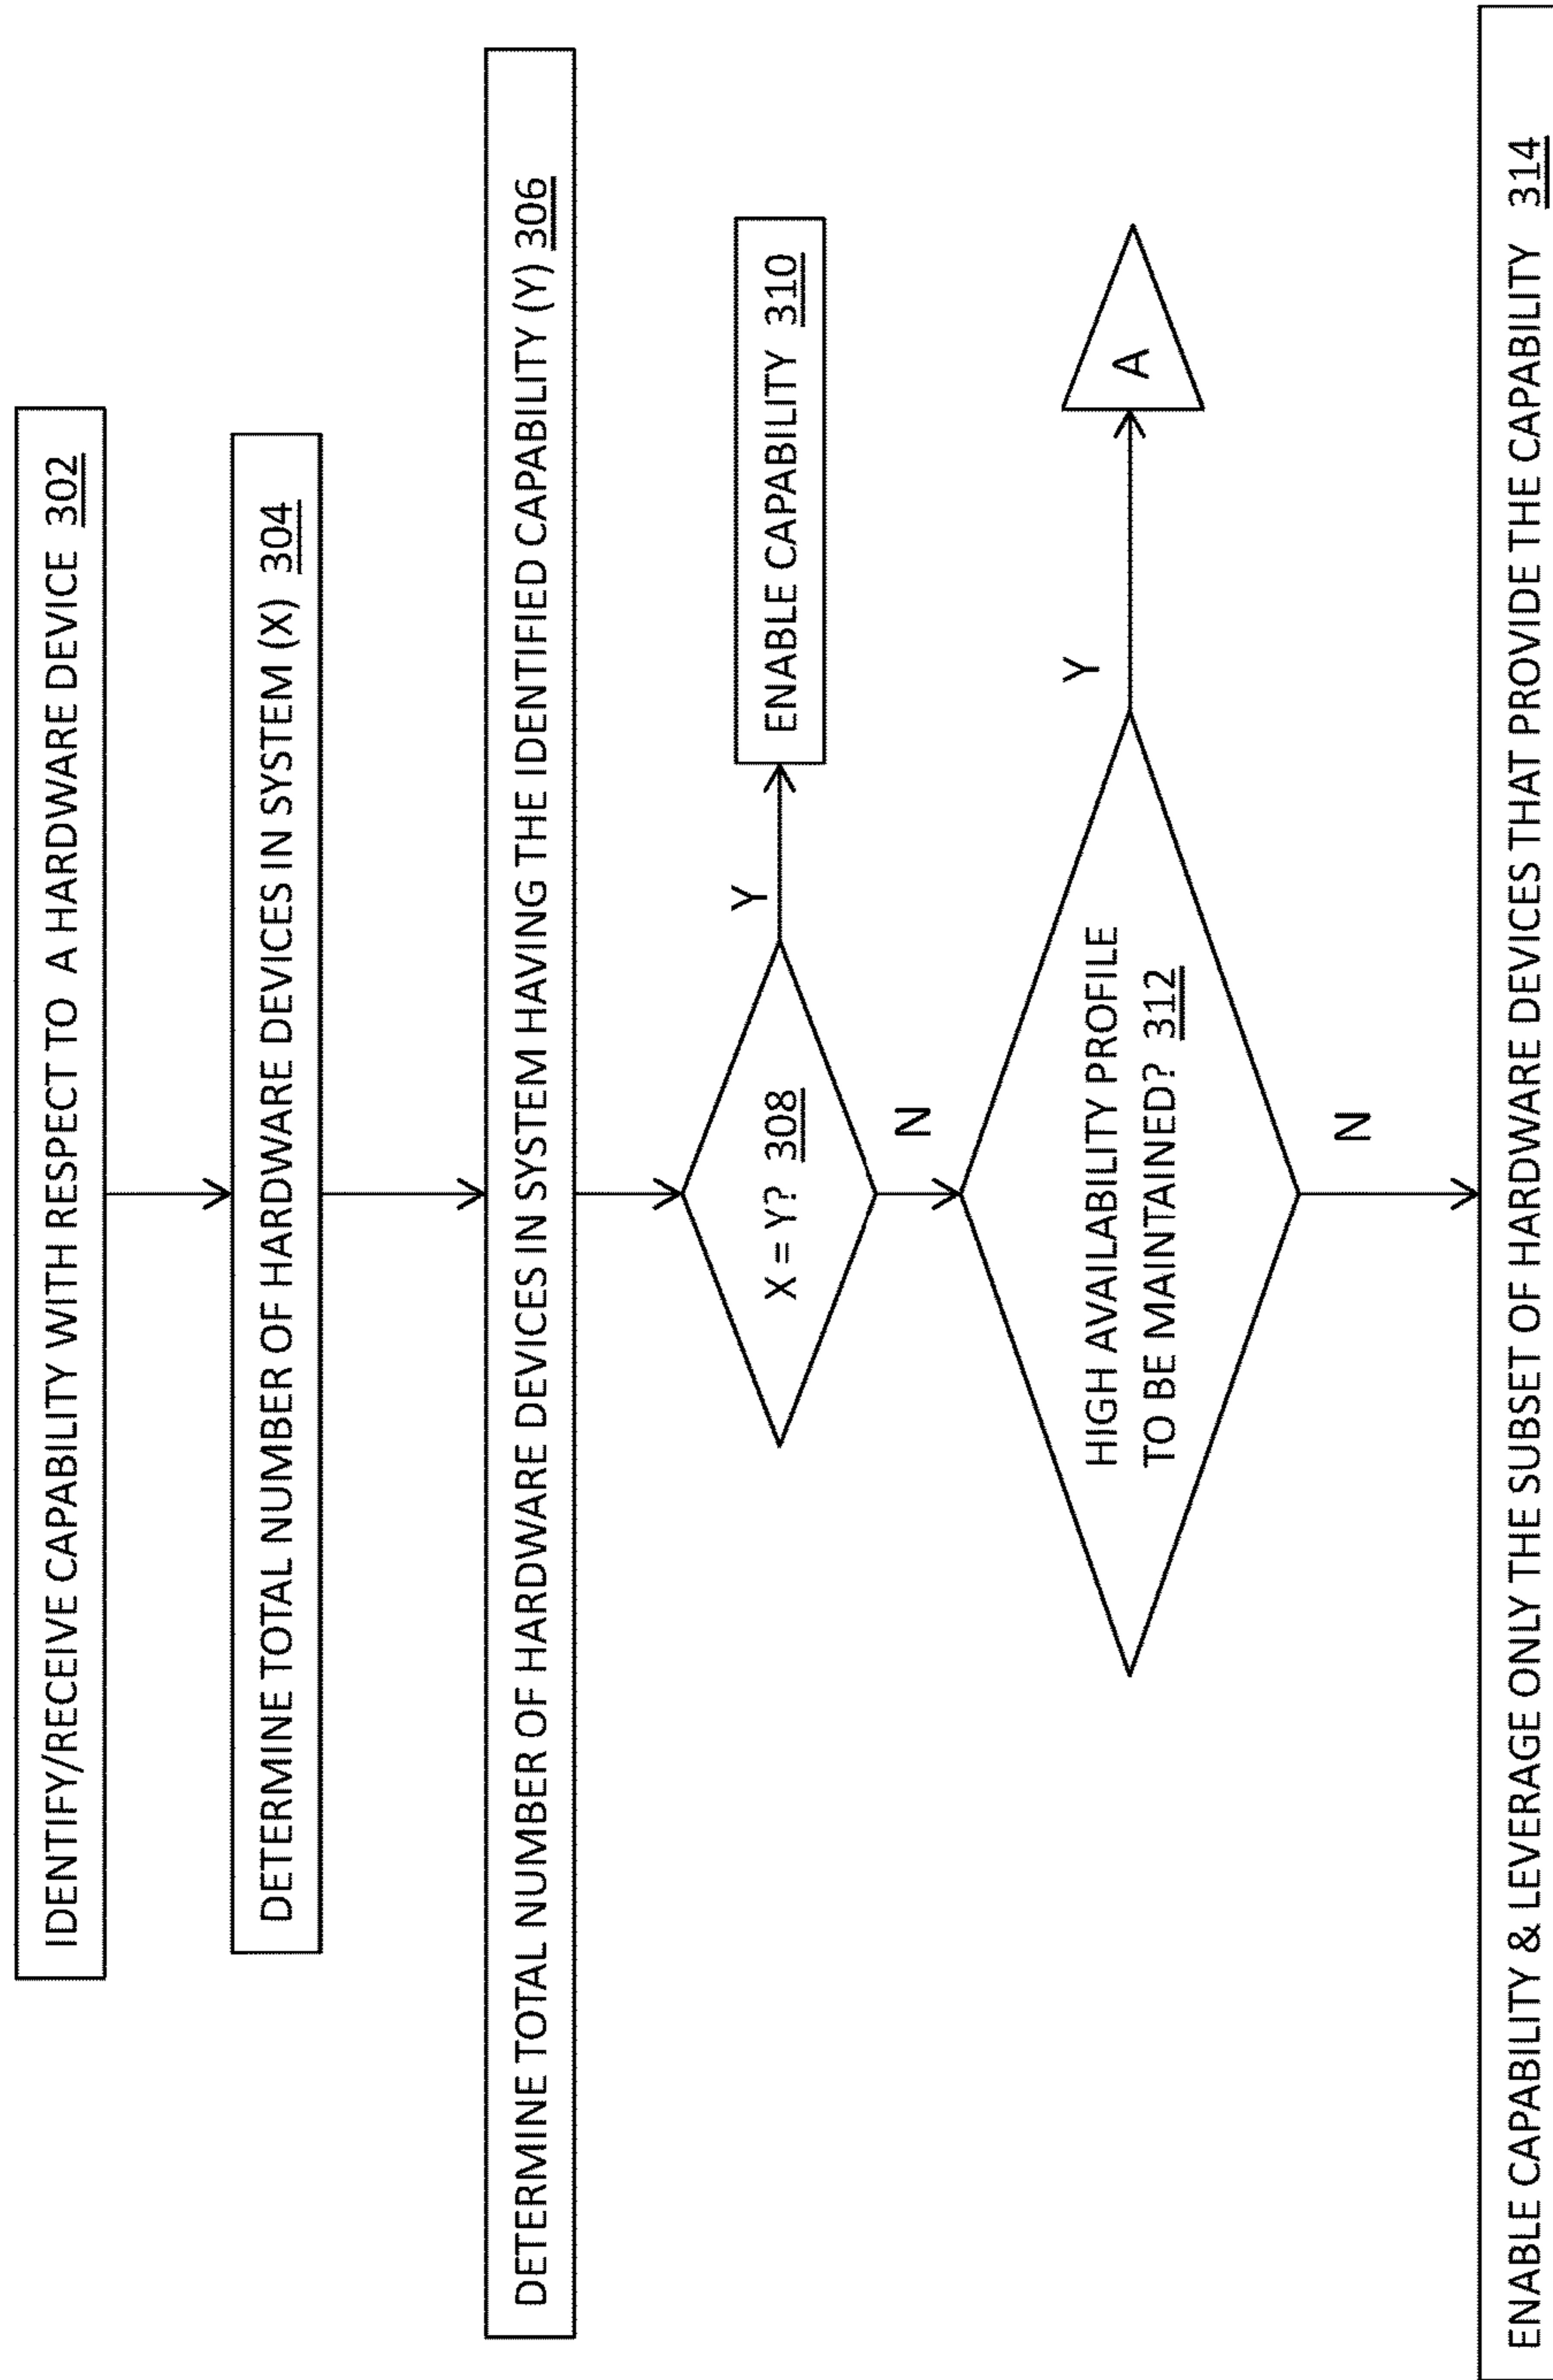 IDENTIFY/RECEIVE CAPABILITY WITH RESPECT TO A HARDWARE DEVICE 302
DETERMINE TOTAL NUMBER OF HARDWARE DEVICES IN SYSTEM (X) 304
DETERMINE TOTAL NUMBER OF HARDWARE DEVICES IN SYSTEM HAVING THE IDENTIFIED CAPABILITY (Y) 306
X = Y? 308
Y
ENABLE CAPABILITY 310
N
HIGH AVAILABILITY PROFILE
TO BE MAINTAINED? 312
Y
A
N
ENABLE CAPABILITY & LEVERAGE ONLY THE SUBSET OF HARDWARE DEVICES THAT PROVIDE THE CAPABILITY 314